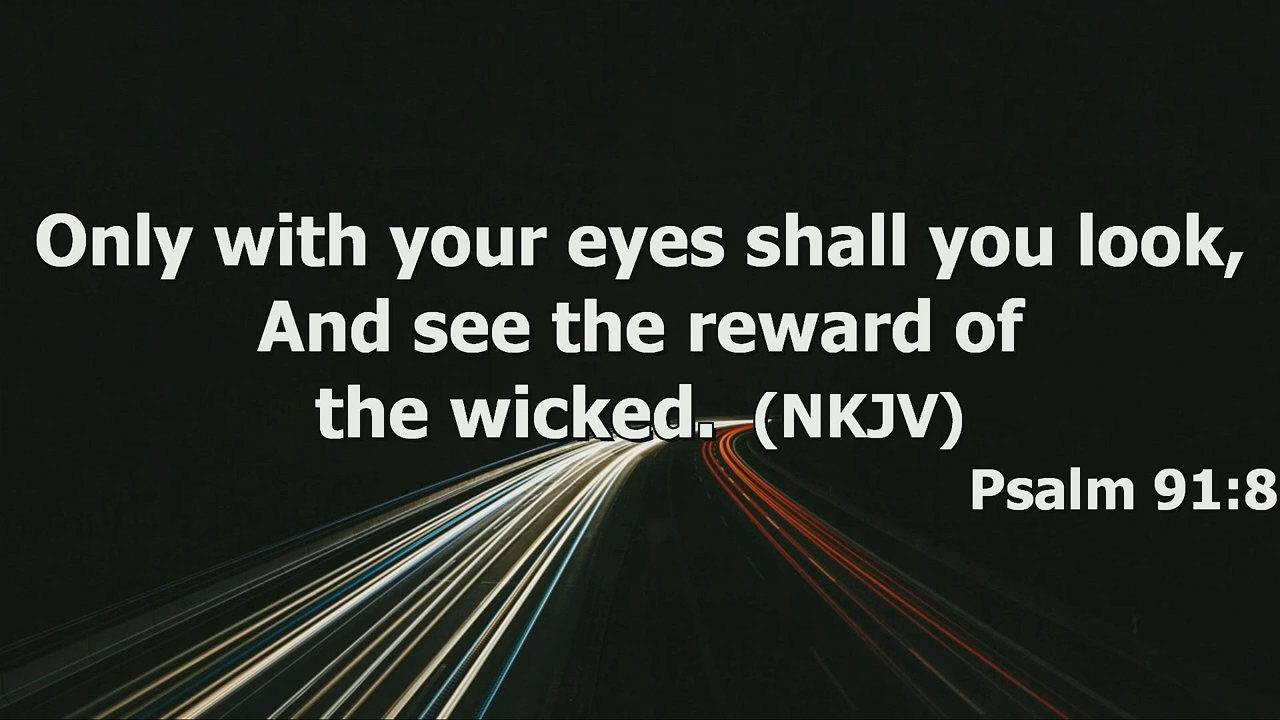 Only with your eyes shall you look,
And see the reward of
the wicked. (NKJV)
Psalm 91:8